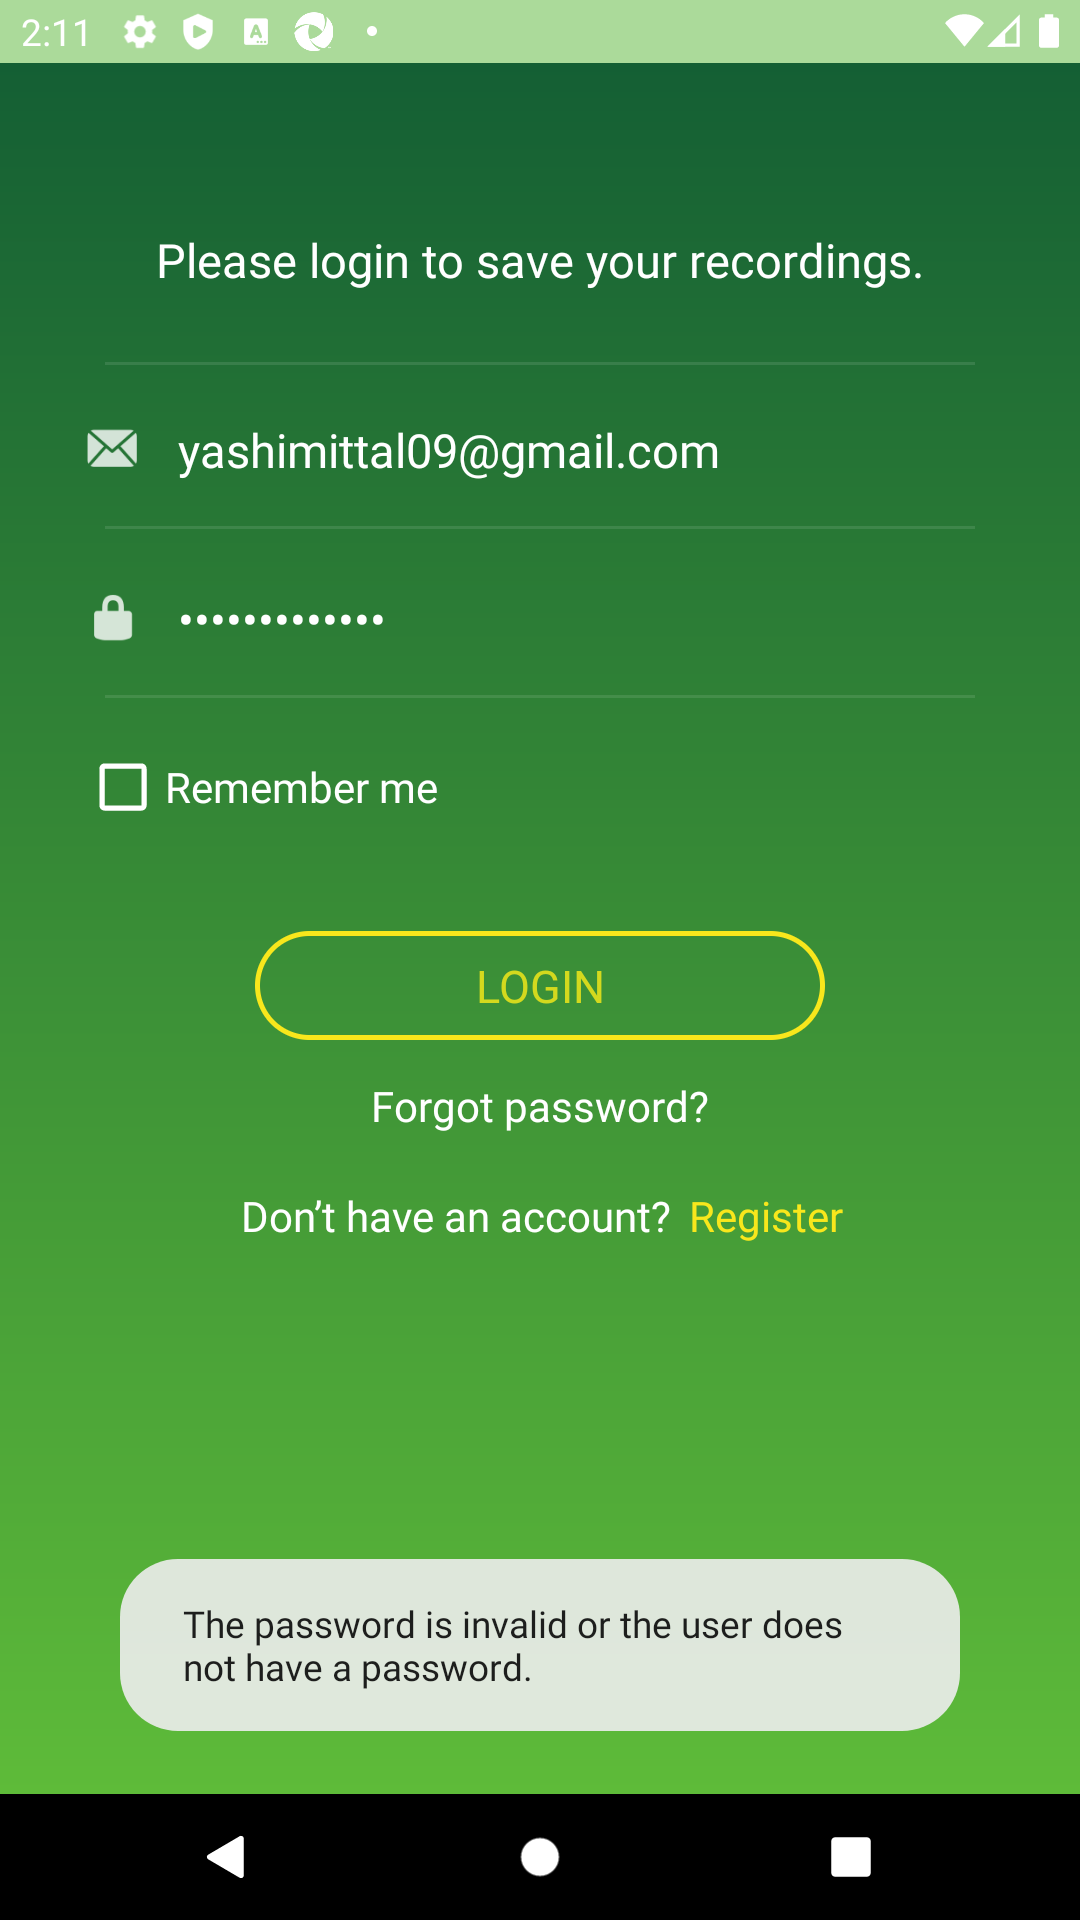 2:11
Please login to save your recordings.
yashimittal09@gmail.com
•••••••••••••
Remember me
LOGIN
Forgot password?
Don’t have an account? Register
The password is invalid or the user does
not have a password.